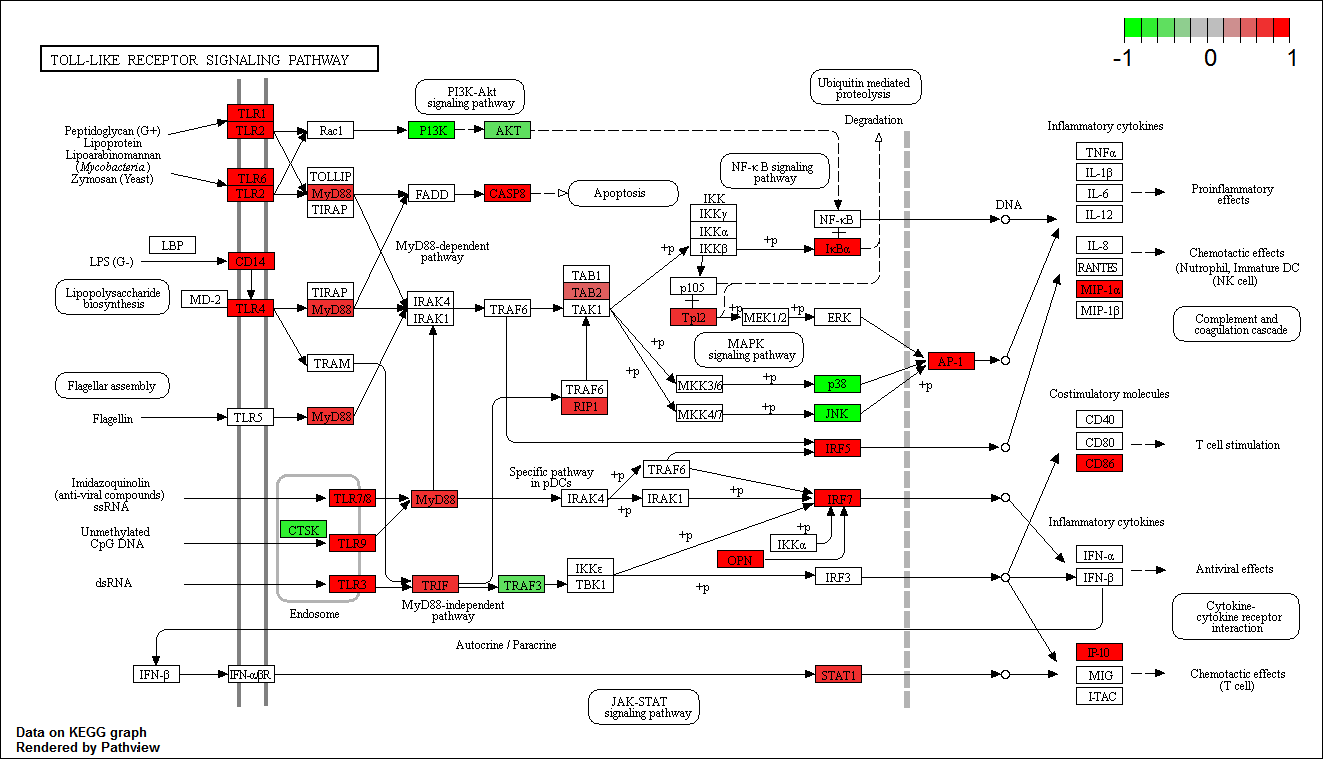 -1 0 1
TOLL-LIKE RECEPTOR SIGNALING PATHWAY
PI3K-Akt
signaling pathway
Ubiquitin mediated
proteolysis
Degradation
TLR1
TLR2
Peptidoglycan (G+)
Lipoprotein
Lipoarabinomannan
(Mycobacteria)
Zymosan (Yeast)
Rac1
P13K
AKT
Inflammatory cytokines
TNFα
IL-1β
IL-6
IL-12
Proinflammatory
effects
NF-κ B signaling
pathway
TLR6
TLR2
TOLLIP
MyD88
TIRAP
FADD
CASP8
Apoptosis
IKK
IKKγ
IKKα
IKKβ
NF-κB
+
IκBα
+p
+p
DNA
IL-8
RANTES
MIP-1α
MIP-1β
Chemotactic effects
(Nutrophil, Immature DC
(NK cell)
LBP
LPS (G-)
CD14
MyD88-dependent
pathway
Lipopolysaccharide
biosynthesis
MD-2
TLR4
TIRAP
MyD88
IRAK4
IRAK1
TRAF6
TAB1
TAB2
TAK1
p105
+
Tpl2
+p
MEK1/2
+p
ERK
Complement and
coagulation cascade
MAPK
signaling pathway
+p
+p
TRAM
AP-1
+p
MKK3/6
+p
p38
MKK4/7
+p
JNK
Flagellar assembly
Flagellin
TLR5
MyD88
TRAF6
RIP1
Costimulatory molecules
CD40
CD80
CD86
T cell stimulation
IRF5
Specific pathway
in pDCs
TRAF6
+p
IRAK4
+p
IRAK1
+p
IRF7
Imidazoquinolin
(anti-viral compounds)
ssRNA
TLR7/8
MyD88
Unmethylated
CpG DNA
CTSK
TLR9
+p
+p
IKKα
OPN
Inflammatory cytokines
IFN-α
IFN-β
Antiviral effects
dsRNA
TLR3
TRIF
TRAF3
IKKε
TBK1
+p
IRF3
Endosome
MyD88-independent
pathway
Cytokine-
cytokine receptor
interaction
Autocrine / Paracrine
IFN-β
IFN-α/βR
STAT1
IP-10
MIG
I-TAC
Chemotactic effects
(T cell)
JAK-STAT
signaling pathway
Data on KEGG graph
Rendered by Pathview